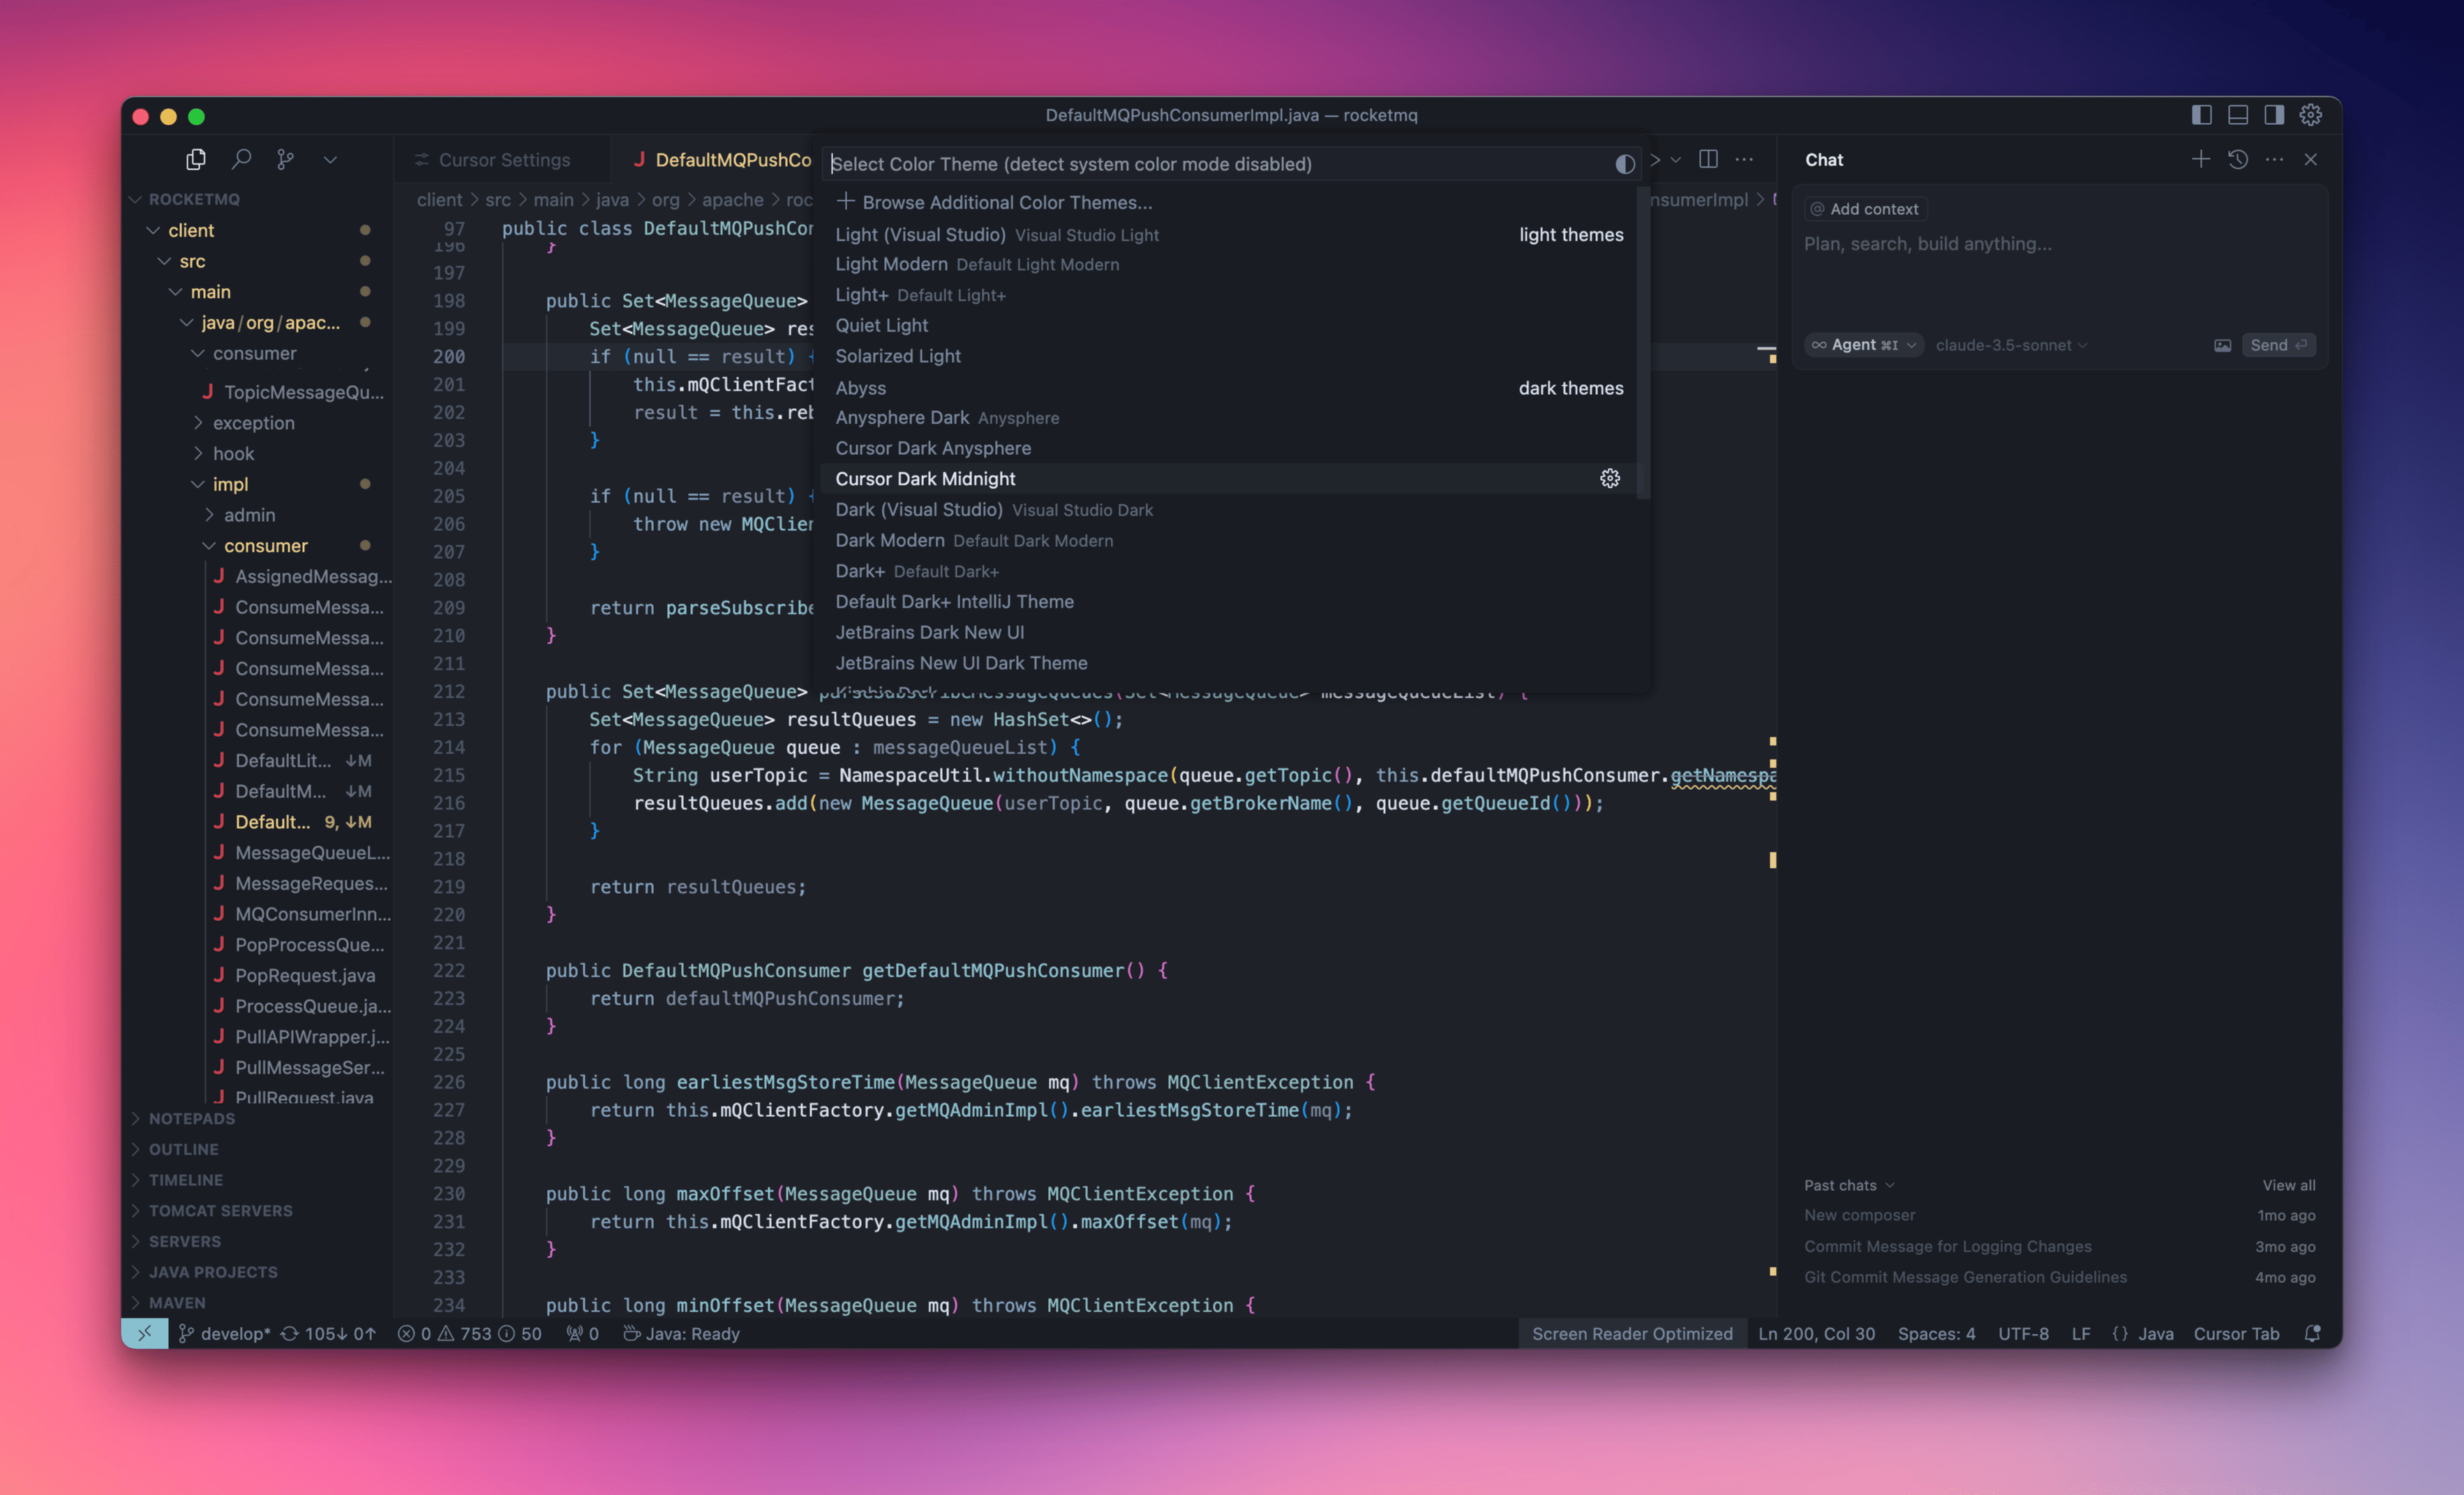 DefaultMQPushConsumerImpl.java — rocketmq
Cursor Settings
DefaultMQPushCo
Select Color Theme (detect system color mode disabled)
Browse Additional Color Themes...
Light (Visual Studio) Visual Studio Light light themes
Light Modern Default Light Modern
Light+ Default Light+
Quiet Light
Solarized Light
Abyss dark themes
Anysphere Dark Anysphere
Cursor Dark Anysphere
Cursor Dark Midnight
Dark (Visual Studio) Visual Studio Dark
Dark Modern Default Dark Modern
Dark+ Default Dark+
Default Dark+ IntelliJ Theme
JetBrains Dark New UI
JetBrains New UI Dark Theme
ROCKETMQ
client
src
main
java/org/apac...
consumer
TopicMessageQu...
exception
hook
impl
admin
consumer
AssignedMessag...
ConsumeMessa...
ConsumeMessa...
ConsumeMessa...
ConsumeMessa...
ConsumeMessa...
DefaultLit... ↓M
DefaultM... ↓M
Default... 9, ↓M
MessageQueueL...
MessageReques...
MQConsumerInn...
PopProcessQue...
PopRequest.java
ProcessQueue.ja...
PullAPIWrapper.j...
PullMessageSer...
PullRequest.java
NOTEPADS
OUTLINE
TIMELINE
TOMCAT SERVERS
SERVERS
JAVA PROJECTS
MAVEN
client > src > main > java > org > apache > roc
nsumerImpl >
97 public class DefaultMQPushCor
196 }
197
198 public Set<MessageQueue>
199 Set<MessageQueue> res
200 if (null == result) {
201 this.mQClientFact
202 result = this.reb
203 }
204
205 if (null == result) {
206 throw new MQClier
207 }
208
209 return parseSubscribe
210 }
211
212 public Set<MessageQueue> parseSubscribeMessageQueues(Set<MessageQueue> messageQueueList) {
213 Set<MessageQueue> resultQueues = new HashSet<>();
214 for (MessageQueue queue : messageQueueList) {
215 String userTopic = NamespaceUtil.withoutNamespace(queue.getTopic(), this.defaultMQPushConsumer.getNamespa
216 resultQueues.add(new MessageQueue(userTopic, queue.getBrokerName(), queue.getQueueId()));
217 }
218
219 return resultQueues;
220 }
221
222 public DefaultMQPushConsumer getDefaultMQPushConsumer() {
223 return defaultMQPushConsumer;
224 }
225
226 public long earliestMsgStoreTime(MessageQueue mq) throws MQClientException {
227 return this.mQClientFactory.getMQAdminImpl().earliestMsgStoreTime(mq);
228 }
229
230 public long maxOffset(MessageQueue mq) throws MQClientException {
231 return this.mQClientFactory.getMQAdminImpl().maxOffset(mq);
232 }
233
234 public long minOffset(MessageQueue mq) throws MQClientException {
Chat
@ Add context
Plan, search, build anything...
∞ Agent ⌘I claude-3.5-sonnet Send
Past chats View all
New composer 1mo ago
Commit Message for Logging Changes 3mo ago
Git Commit Message Generation Guidelines 4mo ago
develop* 105↓ 0↑ 0 753 50 0 Java: Ready Screen Reader Optimized Ln 200, Col 30 Spaces: 4 UTF-8 LF {} Java Cursor Tab